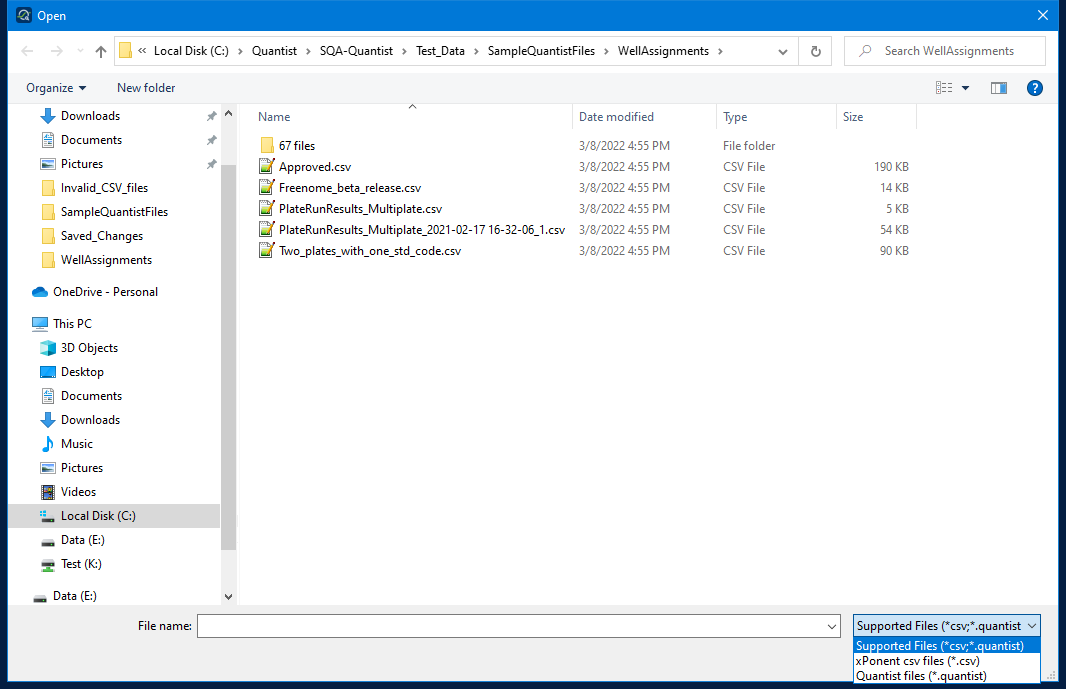 Open
« Local Disk (C:) › Quantist › SQA-Quantist › Test_Data › SampleQuantistFiles › WellAssignments ›
Search WellAssignments
Organize
New folder
?
Name
Date modified
Type
Size
Downloads
Documents
Pictures
Invalid_CSV_files
SampleQuantistFiles
Saved_Changes
WellAssignments
OneDrive - Personal
This PC
3D Objects
Desktop
Documents
Downloads
Music
Pictures
Videos
Local Disk (C:)
Data (E:)
Test (K:)
Data (E:)
67 files 3/8/2022 4:55 PM File folder
Approved.csv 3/8/2022 4:55 PM CSV File 190 KB
Freenome_beta_release.csv 3/8/2022 4:55 PM CSV File 14 KB
PlateRunResults_Multiplate.csv 3/8/2022 4:55 PM CSV File 5 KB
PlateRunResults_Multiplate_2021-02-17 16-32-06_1.csv 3/8/2022 4:55 PM CSV File 54 KB
Two_plates_with_one_std_code.csv 3/8/2022 4:55 PM CSV File 90 KB
File name:
Supported Files (*csv;*.quantist
Supported Files (*csv;*.quantist)
xPonent csv files (*.csv)
Quantist files (*.quantist)